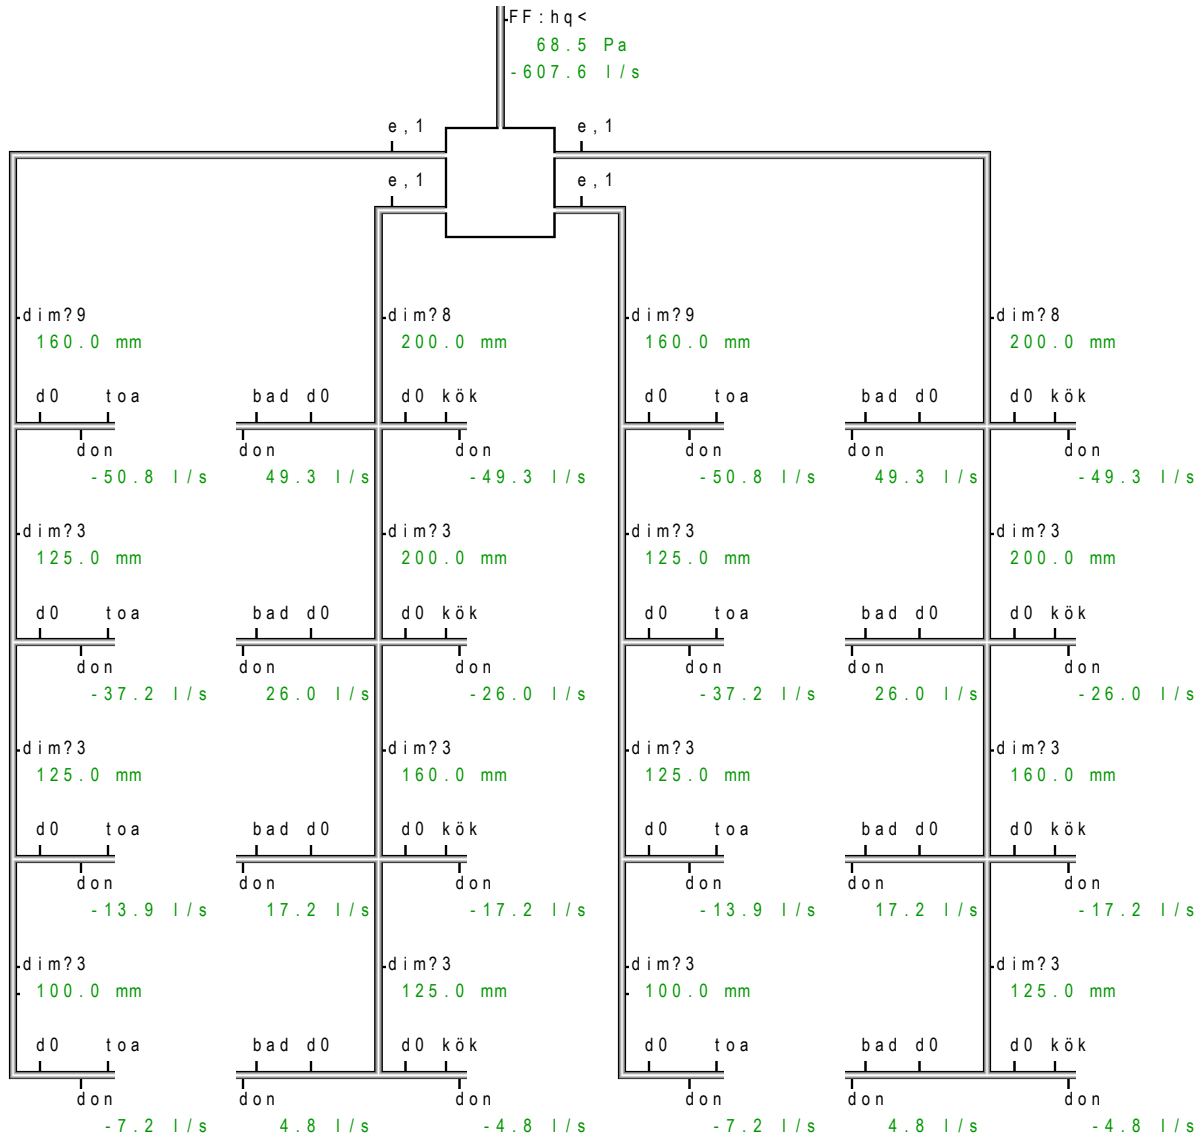 FF:hq<
68.5 Pa
-607.6 l/s
e,1 e,1
e,1 e,1
dim?9 dim?8 dim?9 dim?8
160.0 mm 200.0 mm 160.0 mm 200.0 mm
d0 toa bad d0 d0 kök d0 toa bad d0 d0 kök
don don don don don don
-50.8 l/s 49.3 l/s -49.3 l/s -50.8 l/s 49.3 l/s -49.3 l/s
dim?3 dim?3 dim?3 dim?3
125.0 mm 200.0 mm 125.0 mm 200.0 mm
d0 toa bad d0 d0 kök d0 toa bad d0 d0 kök
don don don don don don
-37.2 l/s 26.0 l/s -26.0 l/s -37.2 l/s 26.0 l/s -26.0 l/s
dim?3 dim?3 dim?3 dim?3
125.0 mm 160.0 mm 125.0 mm 160.0 mm
d0 toa bad d0 d0 kök d0 toa bad d0 d0 kök
don don don don don don
-13.9 l/s 17.2 l/s -17.2 l/s -13.9 l/s 17.2 l/s -17.2 l/s
dim?3 dim?3 dim?3 dim?3
100.0 mm 125.0 mm 100.0 mm 125.0 mm
d0 toa bad d0 d0 kök d0 toa bad d0 d0 kök
don don don don don don
-7.2 l/s 4.8 l/s -4.8 l/s -7.2 l/s 4.8 l/s -4.8 l/s